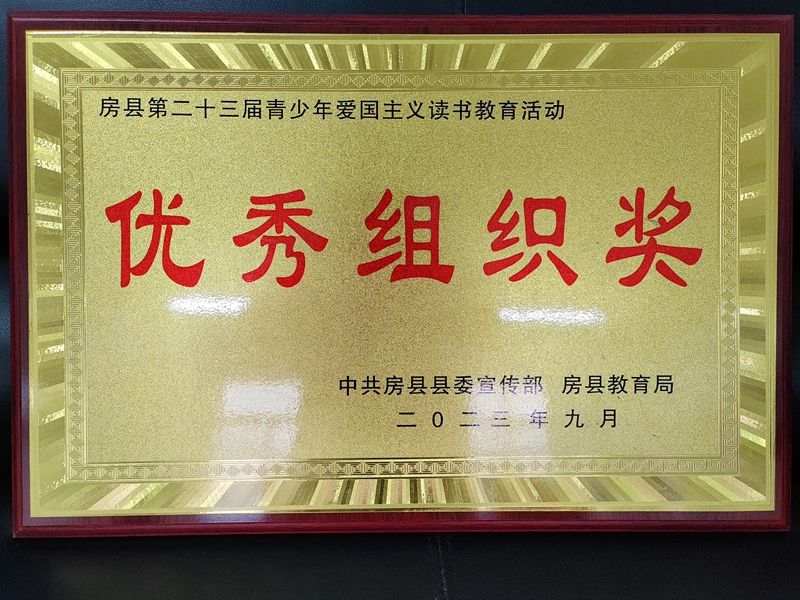 房县第二十三届青少年爱国主义读书教育活动
优秀组织奖
中共房县县委宣传部 房县教育局
二0二三年九月